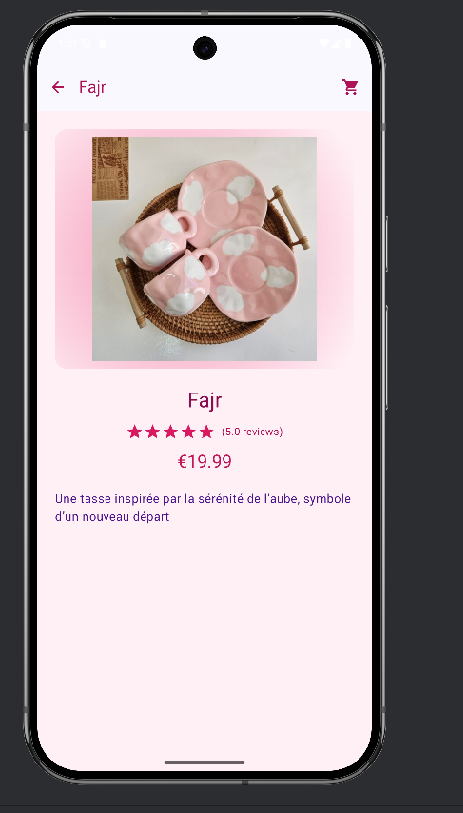 Fajr
Fajr
(5.0 reviews)
€19.99
Une tasse inspirée par la sérénité de l'aube, symbole
d'un nouveau départ